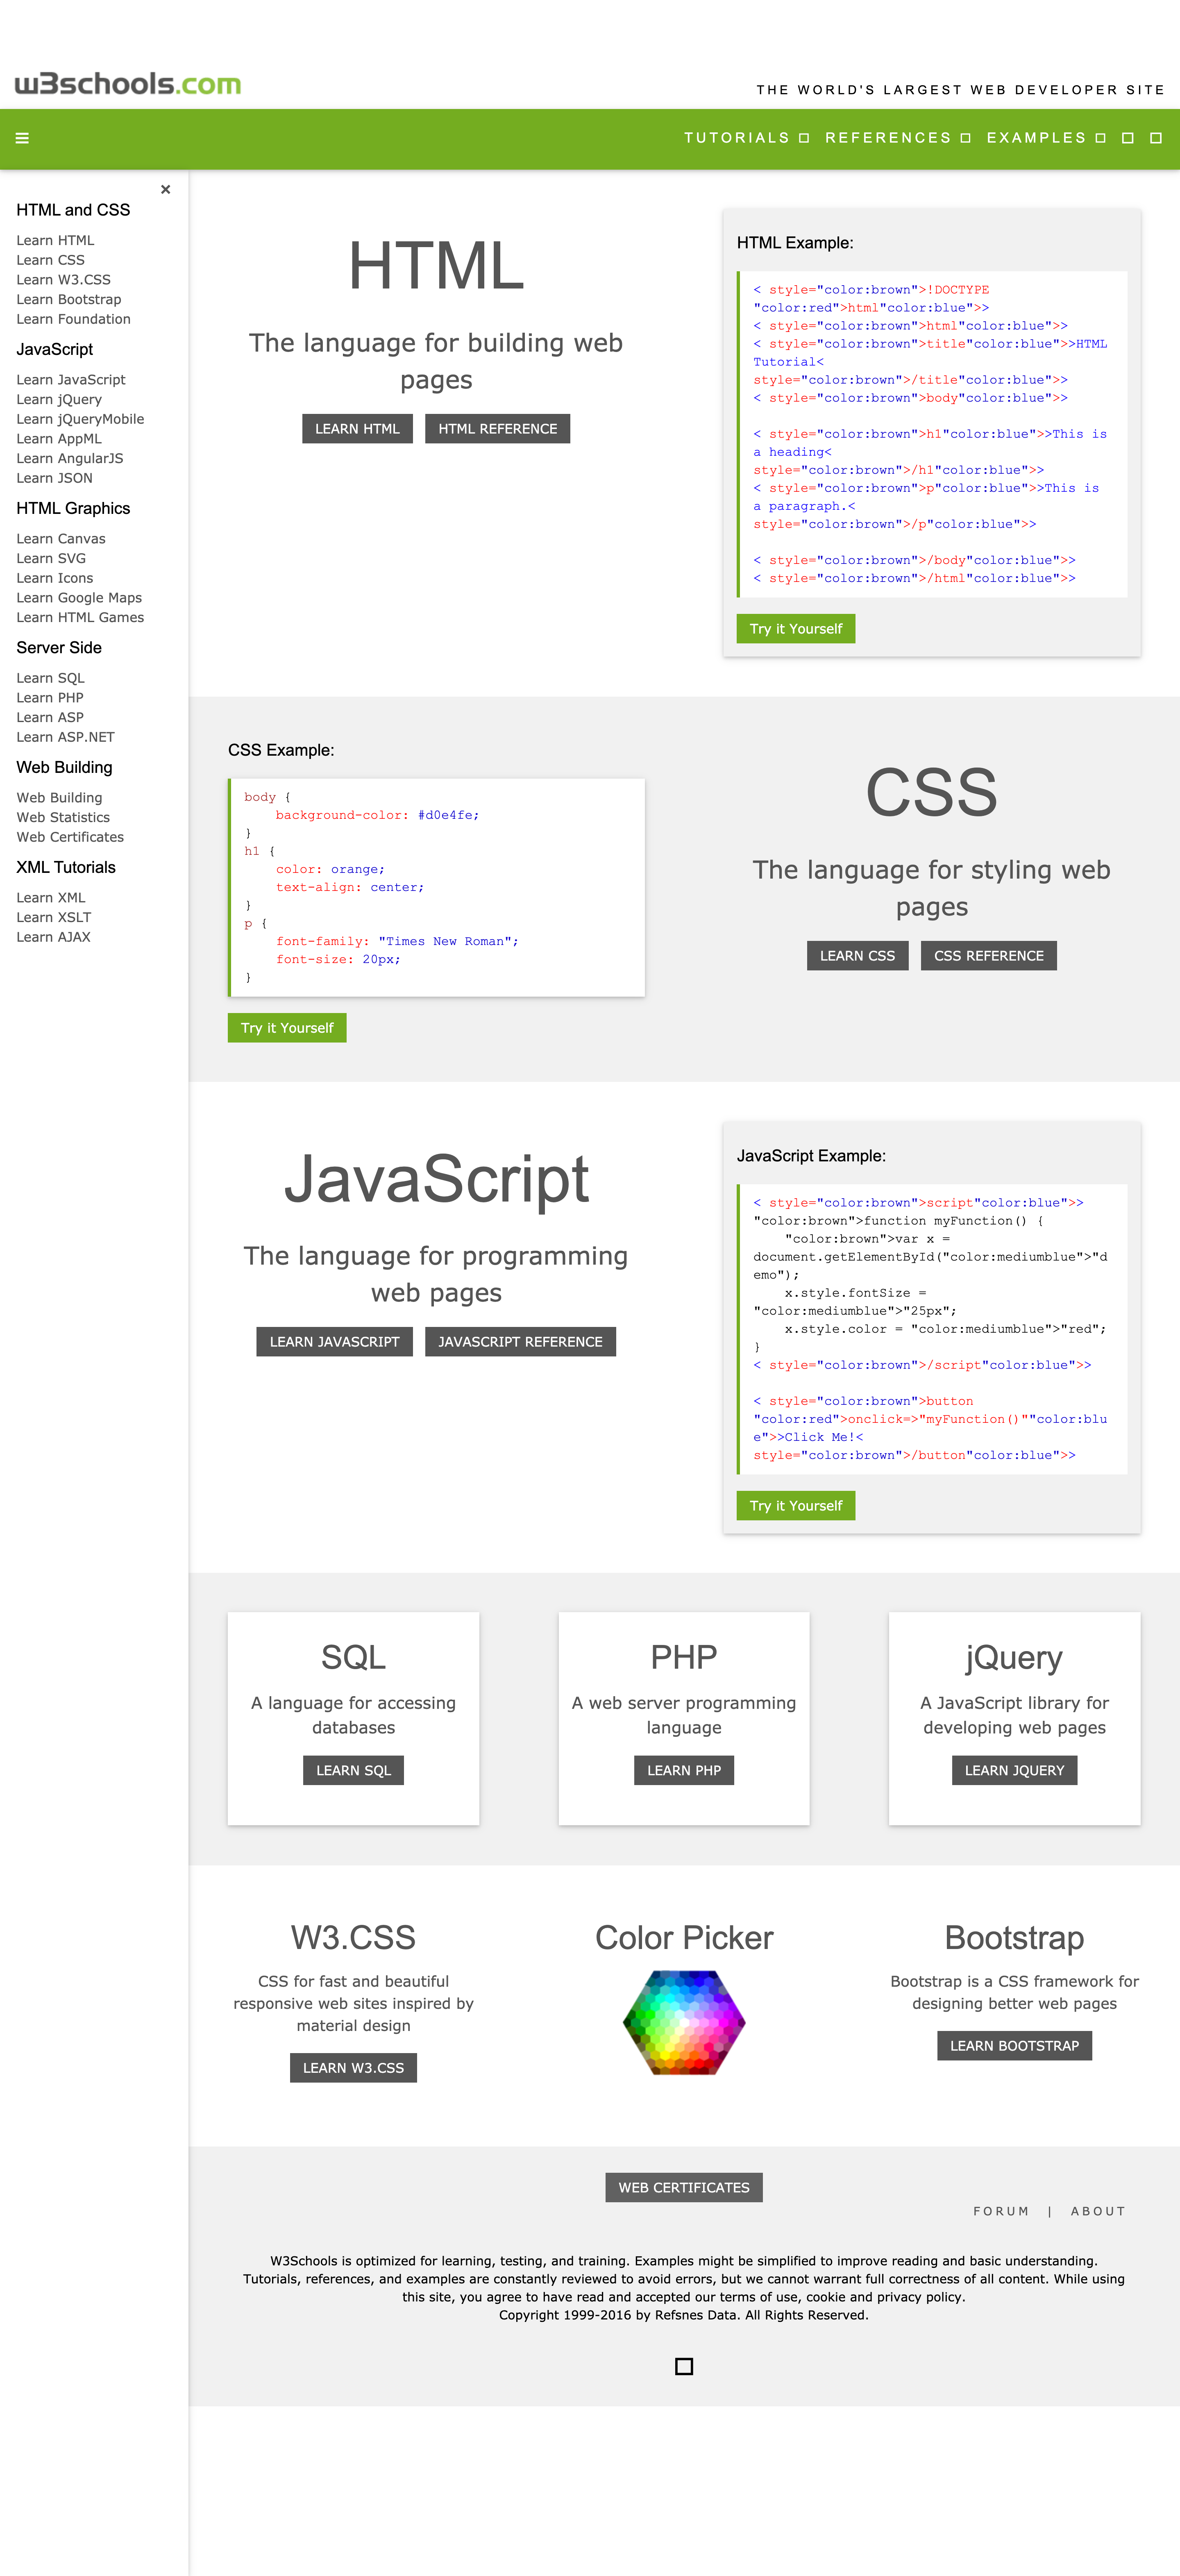 w3schools.com
THE WORLD'S LARGEST WEB DEVELOPER SITE
TUTORIALS REFERENCES EXAMPLES
×
HTML and CSS
Learn HTML
Learn CSS
Learn W3.CSS
Learn Bootstrap
Learn Foundation
JavaScript
Learn JavaScript
Learn jQuery
Learn jQueryMobile
Learn AppML
Learn AngularJS
Learn JSON
HTML Graphics
Learn Canvas
Learn SVG
Learn Icons
Learn Google Maps
Learn HTML Games
Server Side
Learn SQL
Learn PHP
Learn ASP
Learn ASP.NET
Web Building
Web Building
Web Statistics
Web Certificates
XML Tutorials
Learn XML
Learn XSLT
Learn AJAX
HTML
The language for building web
pages
LEARN HTML HTML REFERENCE
HTML Example:
< style="color:brown">!DOCTYPE
"color:red">html"color:blue">>
< style="color:brown">html"color:blue">>
< style="color:brown">title"color:blue">>HTML
Tutorial<
style="color:brown">/title"color:blue">>
< style="color:brown">body"color:blue">>
< style="color:brown">h1"color:blue">>This is
a heading<
style="color:brown">/h1"color:blue">>
< style="color:brown">p"color:blue">>This is
a paragraph.<
style="color:brown">/p"color:blue">>
< style="color:brown">/body"color:blue">>
< style="color:brown">/html"color:blue">>
Try it Yourself
CSS Example:
body {
    background-color: #d0e4fe;
}
h1 {
    color: orange;
    text-align: center;
}
p {
    font-family: "Times New Roman";
    font-size: 20px;
}
Try it Yourself
CSS
The language for styling web
pages
LEARN CSS CSS REFERENCE
JavaScript
The language for programming
web pages
LEARN JAVASCRIPT JAVASCRIPT REFERENCE
JavaScript Example:
< style="color:brown">script"color:blue">>
"color:brown">function myFunction() {
    "color:brown">var x =
document.getElementById("color:mediumblue">"d
emo");
    x.style.fontSize =
"color:mediumblue">"25px";
    x.style.color = "color:mediumblue">"red";
}
< style="color:brown">/script"color:blue">>
< style="color:brown">button
"color:red">onclick=>"myFunction()""color:blu
e">>Click Me!<
style="color:brown">/button"color:blue">>
Try it Yourself
SQL
A language for accessing
databases
LEARN SQL
PHP
A web server programming
language
LEARN PHP
jQuery
A JavaScript library for
developing web pages
LEARN JQUERY
W3.CSS
CSS for fast and beautiful
responsive web sites inspired by
material design
LEARN W3.CSS
Color Picker
Bootstrap
Bootstrap is a CSS framework for
designing better web pages
LEARN BOOTSTRAP
WEB CERTIFICATES
FORUM | ABOUT
W3Schools is optimized for learning, testing, and training. Examples might be simplified to improve reading and basic understanding.
Tutorials, references, and examples are constantly reviewed to avoid errors, but we cannot warrant full correctness of all content. While using
this site, you agree to have read and accepted our terms of use, cookie and privacy policy.
Copyright 1999-2016 by Refsnes Data. All Rights Reserved.